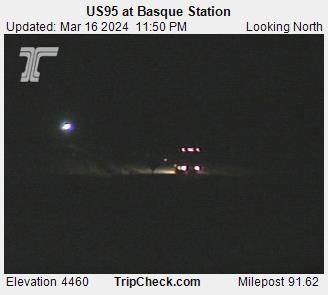 US95 at Basque Station
Updated: Mar 16 2024 11:50 PM Looking North
Elevation 4460 TripCheck.com Milepost 91.62